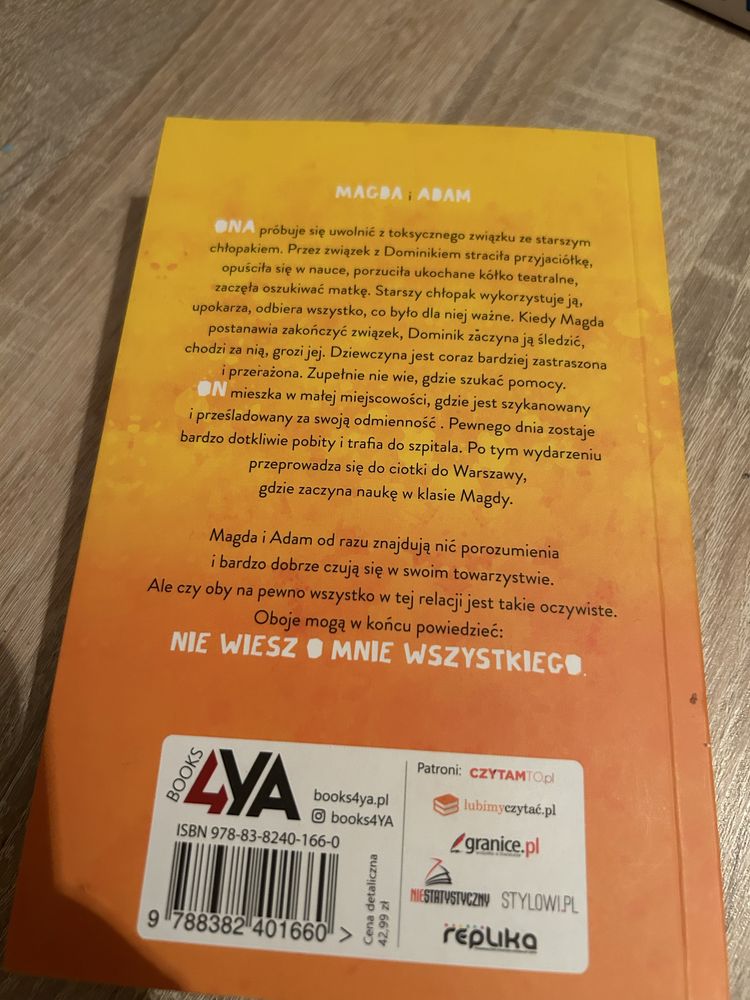 MAGDA i ADAM
ONA próbuje się uwolnić z toksycznego związku ze starszym
chłopakiem. Przez związek z Dominikiem straciła przyjaciółkę,
opuściła się w nauce, porzuciła ukochane kółko teatralne,
zaczęła oszukiwać matkę. Starszy chłopak wykorzystuje ją,
upokarza, odbiera wszystko, co było dla niej ważne. Kiedy Magda
postanawia zakończyć związek, Dominik zaczyna ją śledzić,
chodzi za nią, grozi jej. Dziewczyna jest coraz bardziej zastraszona
i przerażona. Zupełnie nie wie, gdzie szukać pomocy.
ON mieszka w małej miejscowości, gdzie jest szykanowany
i prześladowany za swoją odmienność . Pewnego dnia zostaje
bardzo dotkliwie pobity i trafia do szpitala. Po tym wydarzeniu
przeprowadza się do ciotki do Warszawy,
gdzie zaczyna naukę w klasie Magdy.
Magda i Adam od razu znajdują nić porozumienia
i bardzo dobrze czują się w swoim towarzystwie.
Ale czy oby na pewno wszystko w tej relacji jest takie oczywiste.
Oboje mogą w końcu powiedzieć:
NIE WIESZ O MNIE WSZYSTKIEGO.
BOOKS 4YA
books4ya.pl
books4YA
ISBN 978-83-8240-166-0
9 788382 401660 >
Cena detaliczna
42,99 zł
Patroni: CZYTAMTO.pl
lubimyczytać.pl
granice.pl
NIESTATYSTYCZNY STYLOWI.PL
replika